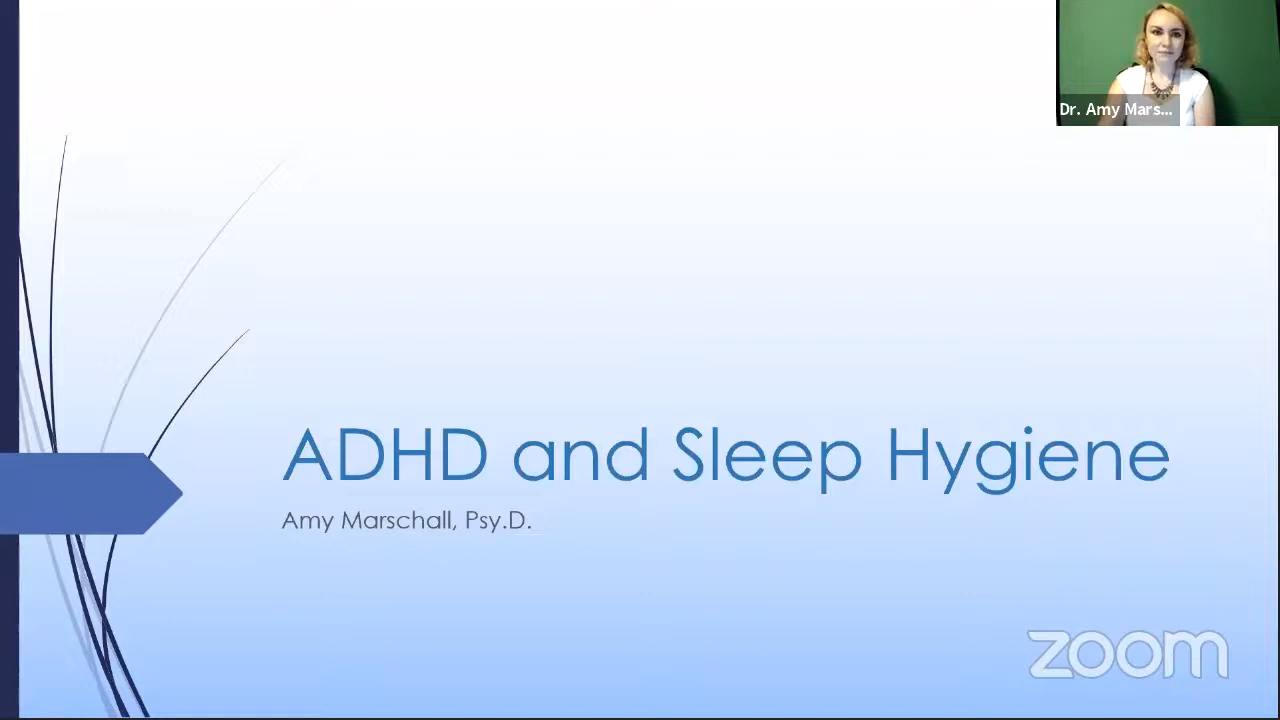 Dr. Amy Mars...
ADHD and Sleep Hygiene
Amy Marschall, Psy.D.
zoom